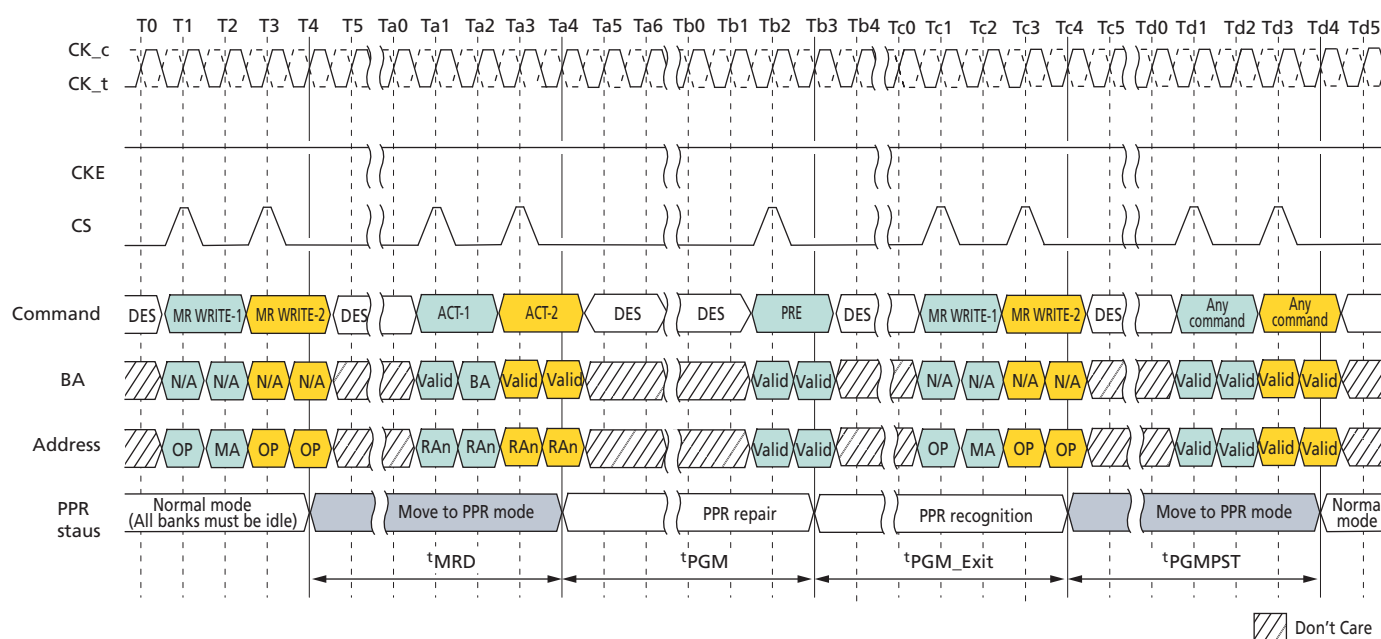 T0 T1 T2 T3 T4 T5 Ta0 Ta1 Ta2 Ta3 Ta4 Ta5 Ta6 Tb0 Tb1 Tb2 Tb3 Tb4 Tc0 Tc1 Tc2 Tc3 Tc4 Tc5 Td0 Td1 Td2 Td3 Td4 Td5
CK_c
CK_t
CKE
CS
Command DES MR WRITE-1 MR WRITE-2 DES ACT-1 ACT-2 DES DES PRE DES MR WRITE-1 MR WRITE-2 DES Any command Any command
BA N/A N/A N/A N/A Valid BA Valid Valid Valid Valid N/A N/A N/A N/A Valid Valid Valid Valid
Address OP MA OP OP RAn RAn RAn RAn Valid Valid OP MA OP OP Valid Valid Valid Valid
PPR staus Normal mode (All banks must be idle) Move to PPR mode PPR repair PPR recognition Move to PPR mode Normal mode
tMRD tPGM tPGM_Exit tPGMPST
Don't Care